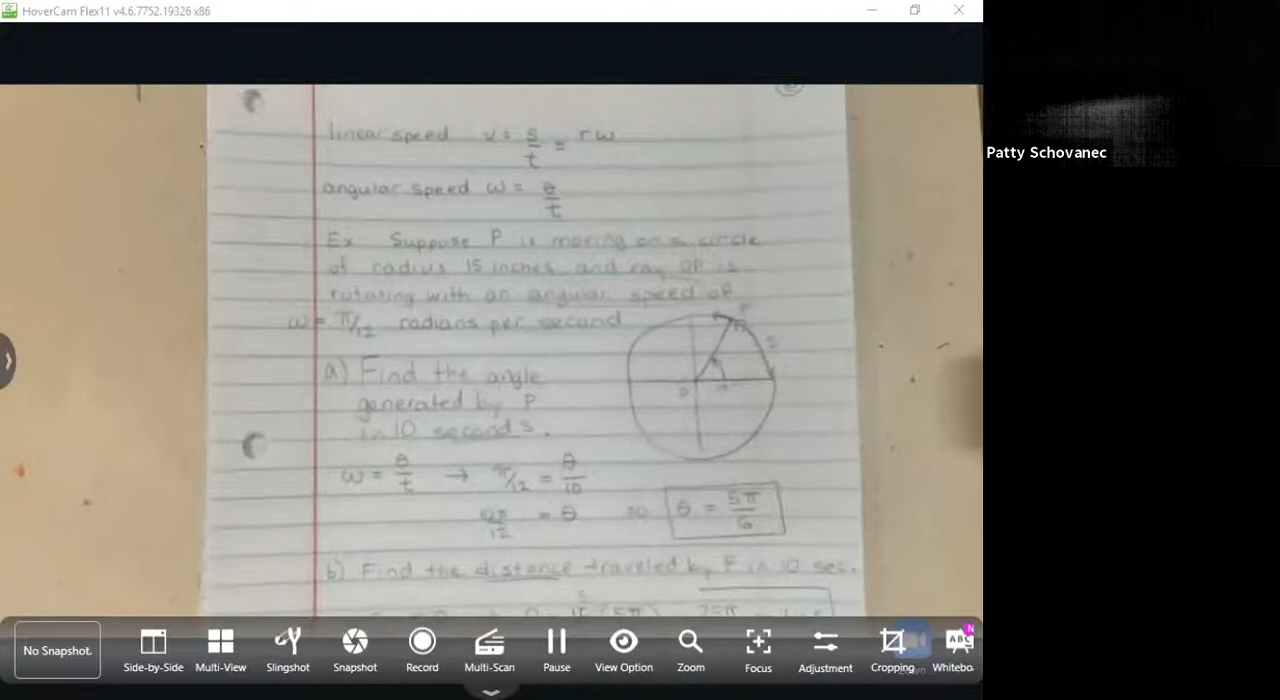 HoverCam Flex11 v4.6.7752.19326 x86
linear speed v = s/t = rω
angular speed ω = θ/t
Ex Suppose P is moving on a circle
of radius 15 inches and ray OP is
rotating with an angular speed of
ω = π/12 radians per second
P
s
θ
O
a) Find the angle
generated by P
in 10 seconds.
ω = θ/t → π/12 = θ/10
10π/12 = θ so θ = 5π/6
b) Find the distance traveled by P in 10 sec.
Patty Schovanec
No Snapshot.
Side-by-Side Multi-View Slingshot Snapshot Record Multi-Scan Pause View Option Zoom Focus Adjustment Cropping Whitebo
ABC
N